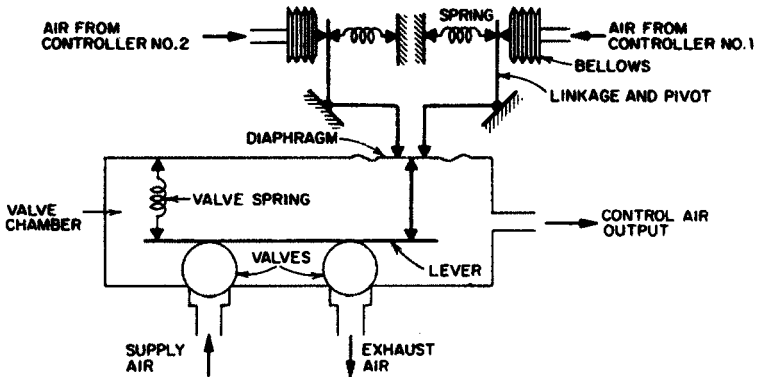 AIR FROM
CONTROLLER NO.2
SPRING
AIR FROM
CONTROLLER NO.1
BELLOWS
LINKAGE AND PIVOT
DIAPHRAGM
VALVE SPRING
VALVE
CHAMBER
CONTROL AIR
OUTPUT
VALVES
LEVER
SUPPLY
AIR
EXHAUST
AIR